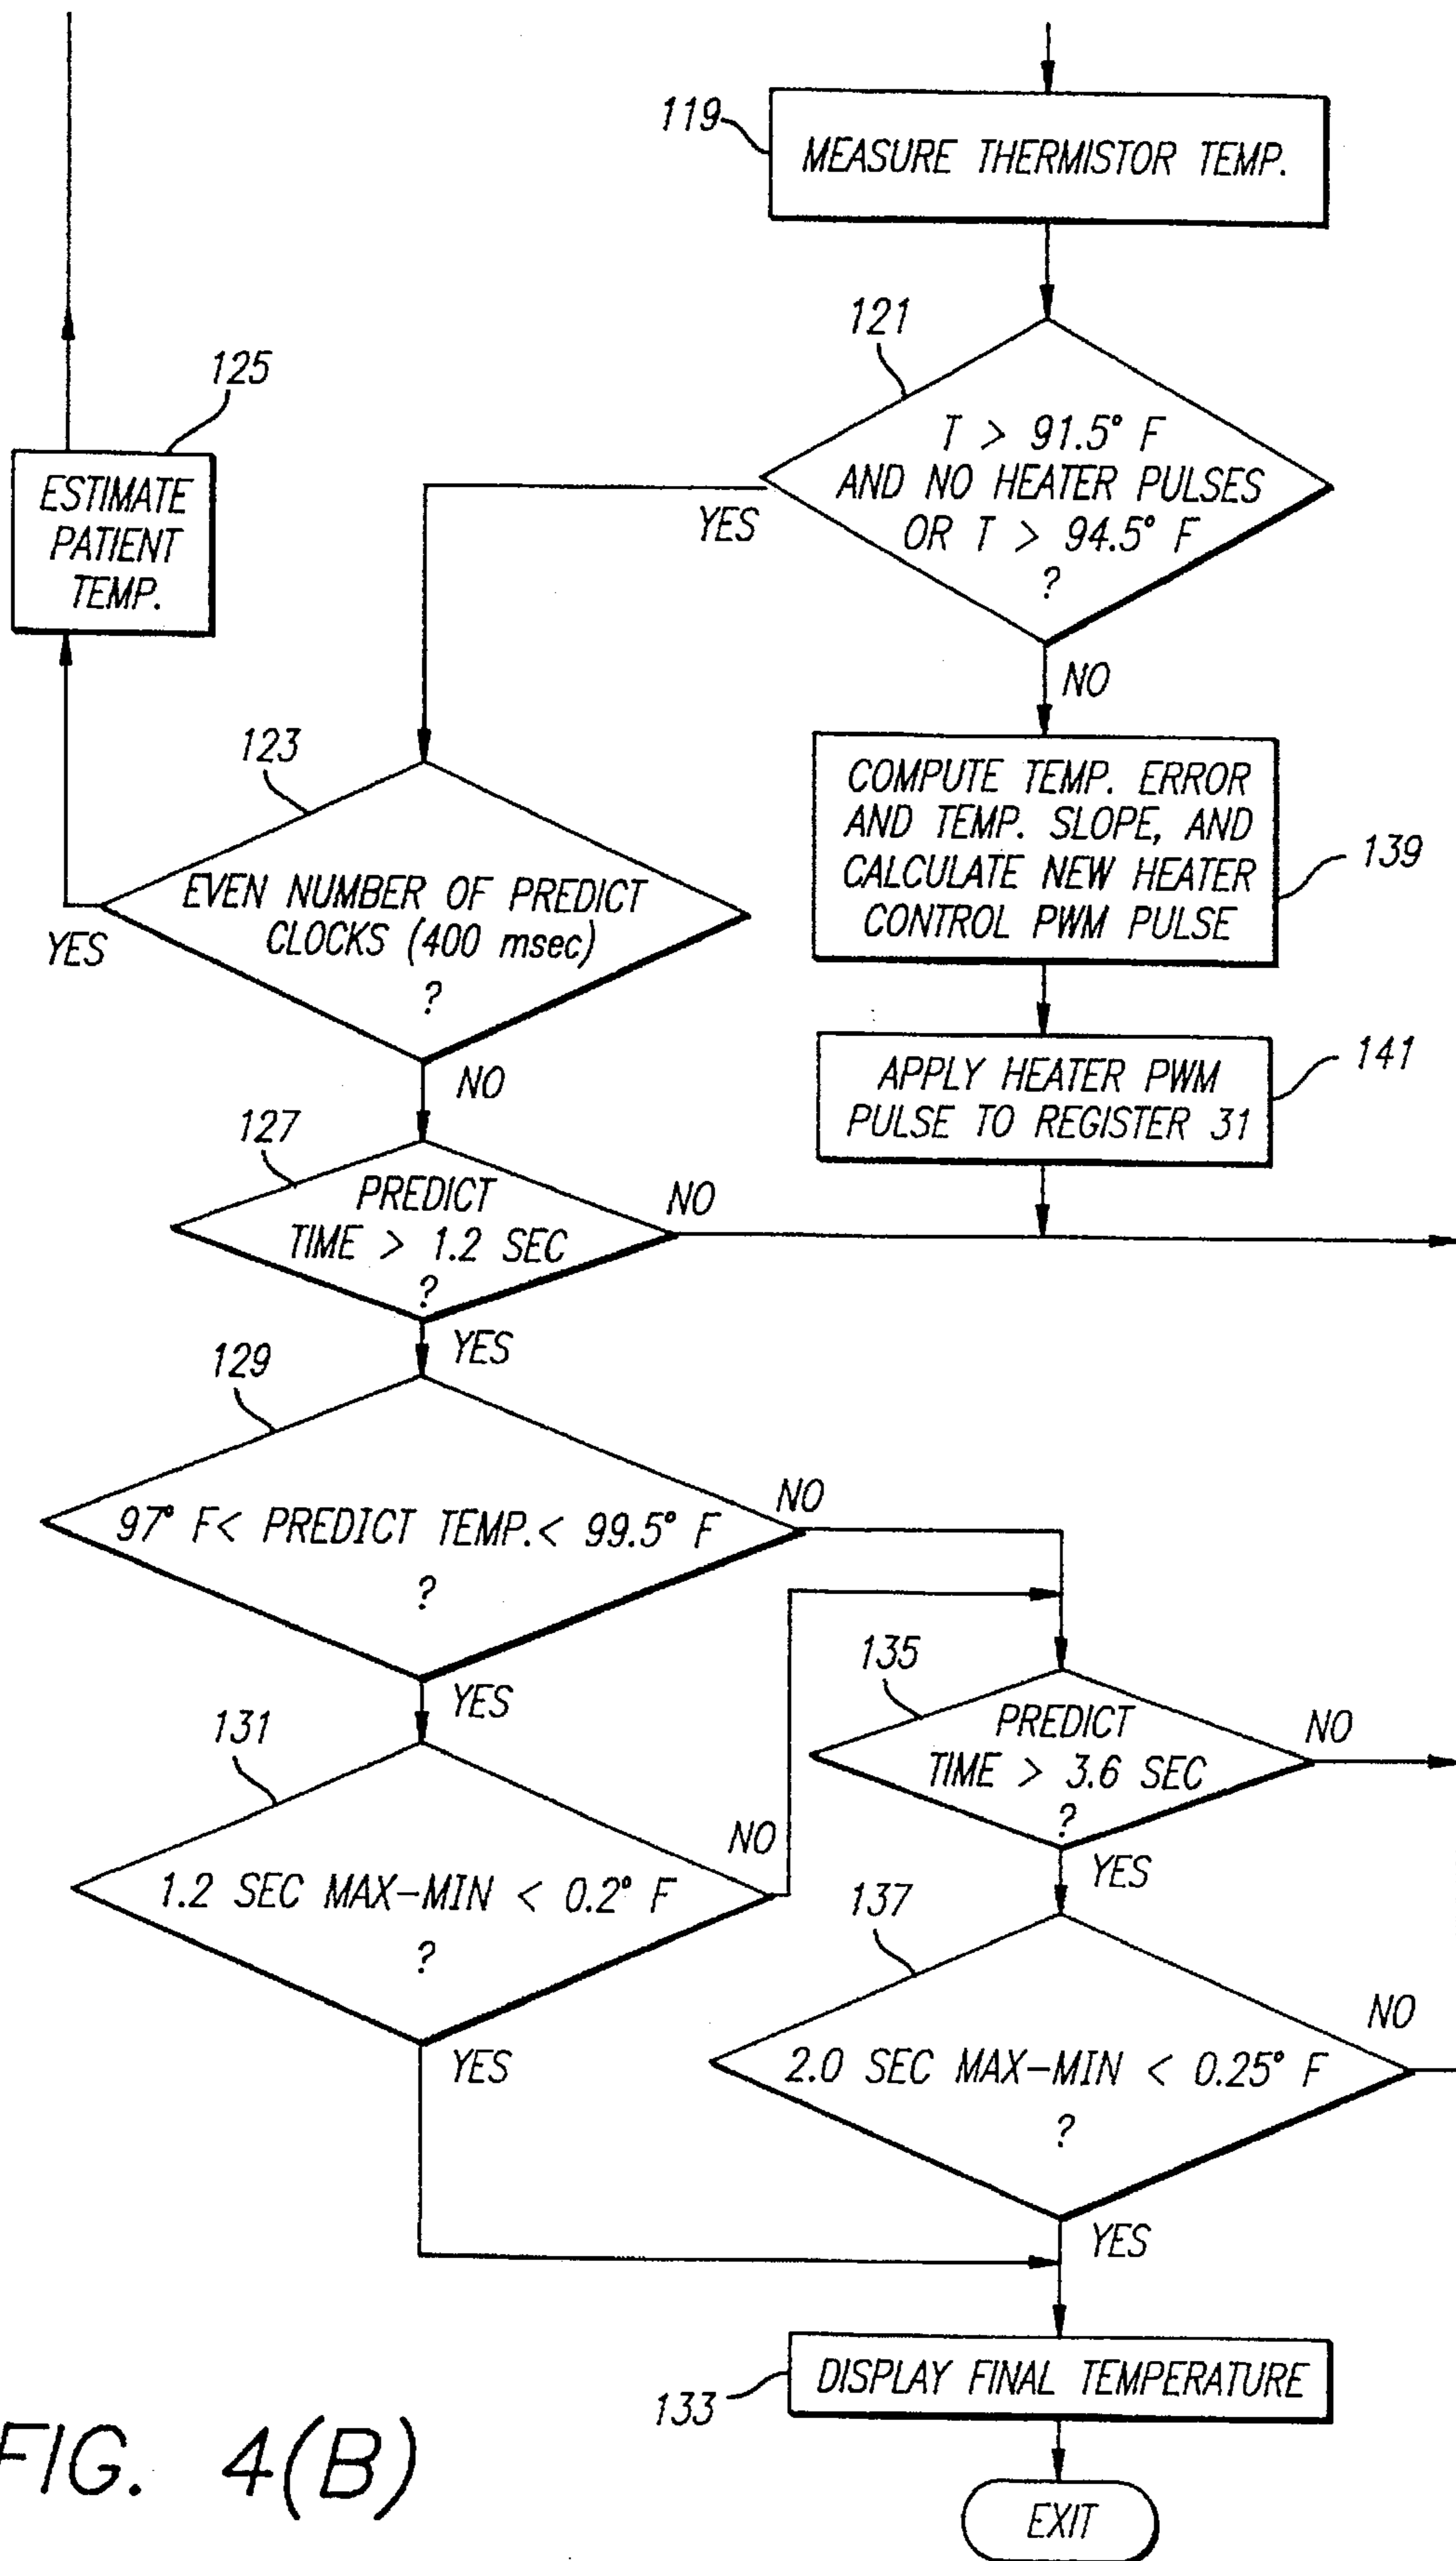 119
MEASURE THERMISTOR TEMP.
121
T > 91.5° F
AND NO HEATER PULSES
OR T > 94.5° F
?
YES
NO
125
ESTIMATE
PATIENT
TEMP.
123
EVEN NUMBER OF PREDICT
CLOCKS (400 msec)
?
YES
NO
COMPUTE TEMP. ERROR
AND TEMP. SLOPE, AND
CALCULATE NEW HEATER
CONTROL PWM PULSE
139
APPLY HEATER PWM
PULSE TO REGISTER 31
141
127
PREDICT
TIME > 1.2 SEC
?
NO
YES
129
97° F< PREDICT TEMP.< 99.5° F
?
NO
YES
131
1.2 SEC MAX-MIN < 0.2° F
?
NO
YES
135
PREDICT
TIME > 3.6 SEC
?
NO
YES
137
2.0 SEC MAX-MIN < 0.25° F
?
NO
YES
133
DISPLAY FINAL TEMPERATURE
EXIT
FIG. 4(B)